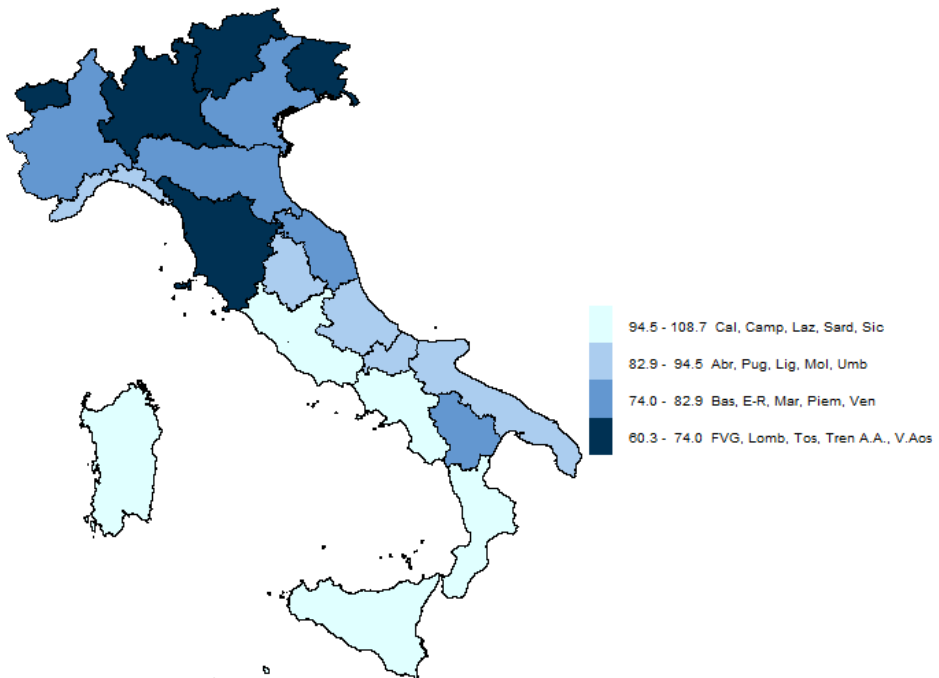 94.5 - 108.7 Cal, Camp, Laz, Sard, Sic
82.9 - 94.5 Abr, Pug, Lig, Mol, Umb
74.0 - 82.9 Bas, E-R, Mar, Piem, Ven
60.3 - 74.0 FVG, Lomb, Tos, Tren A.A., V.Aos